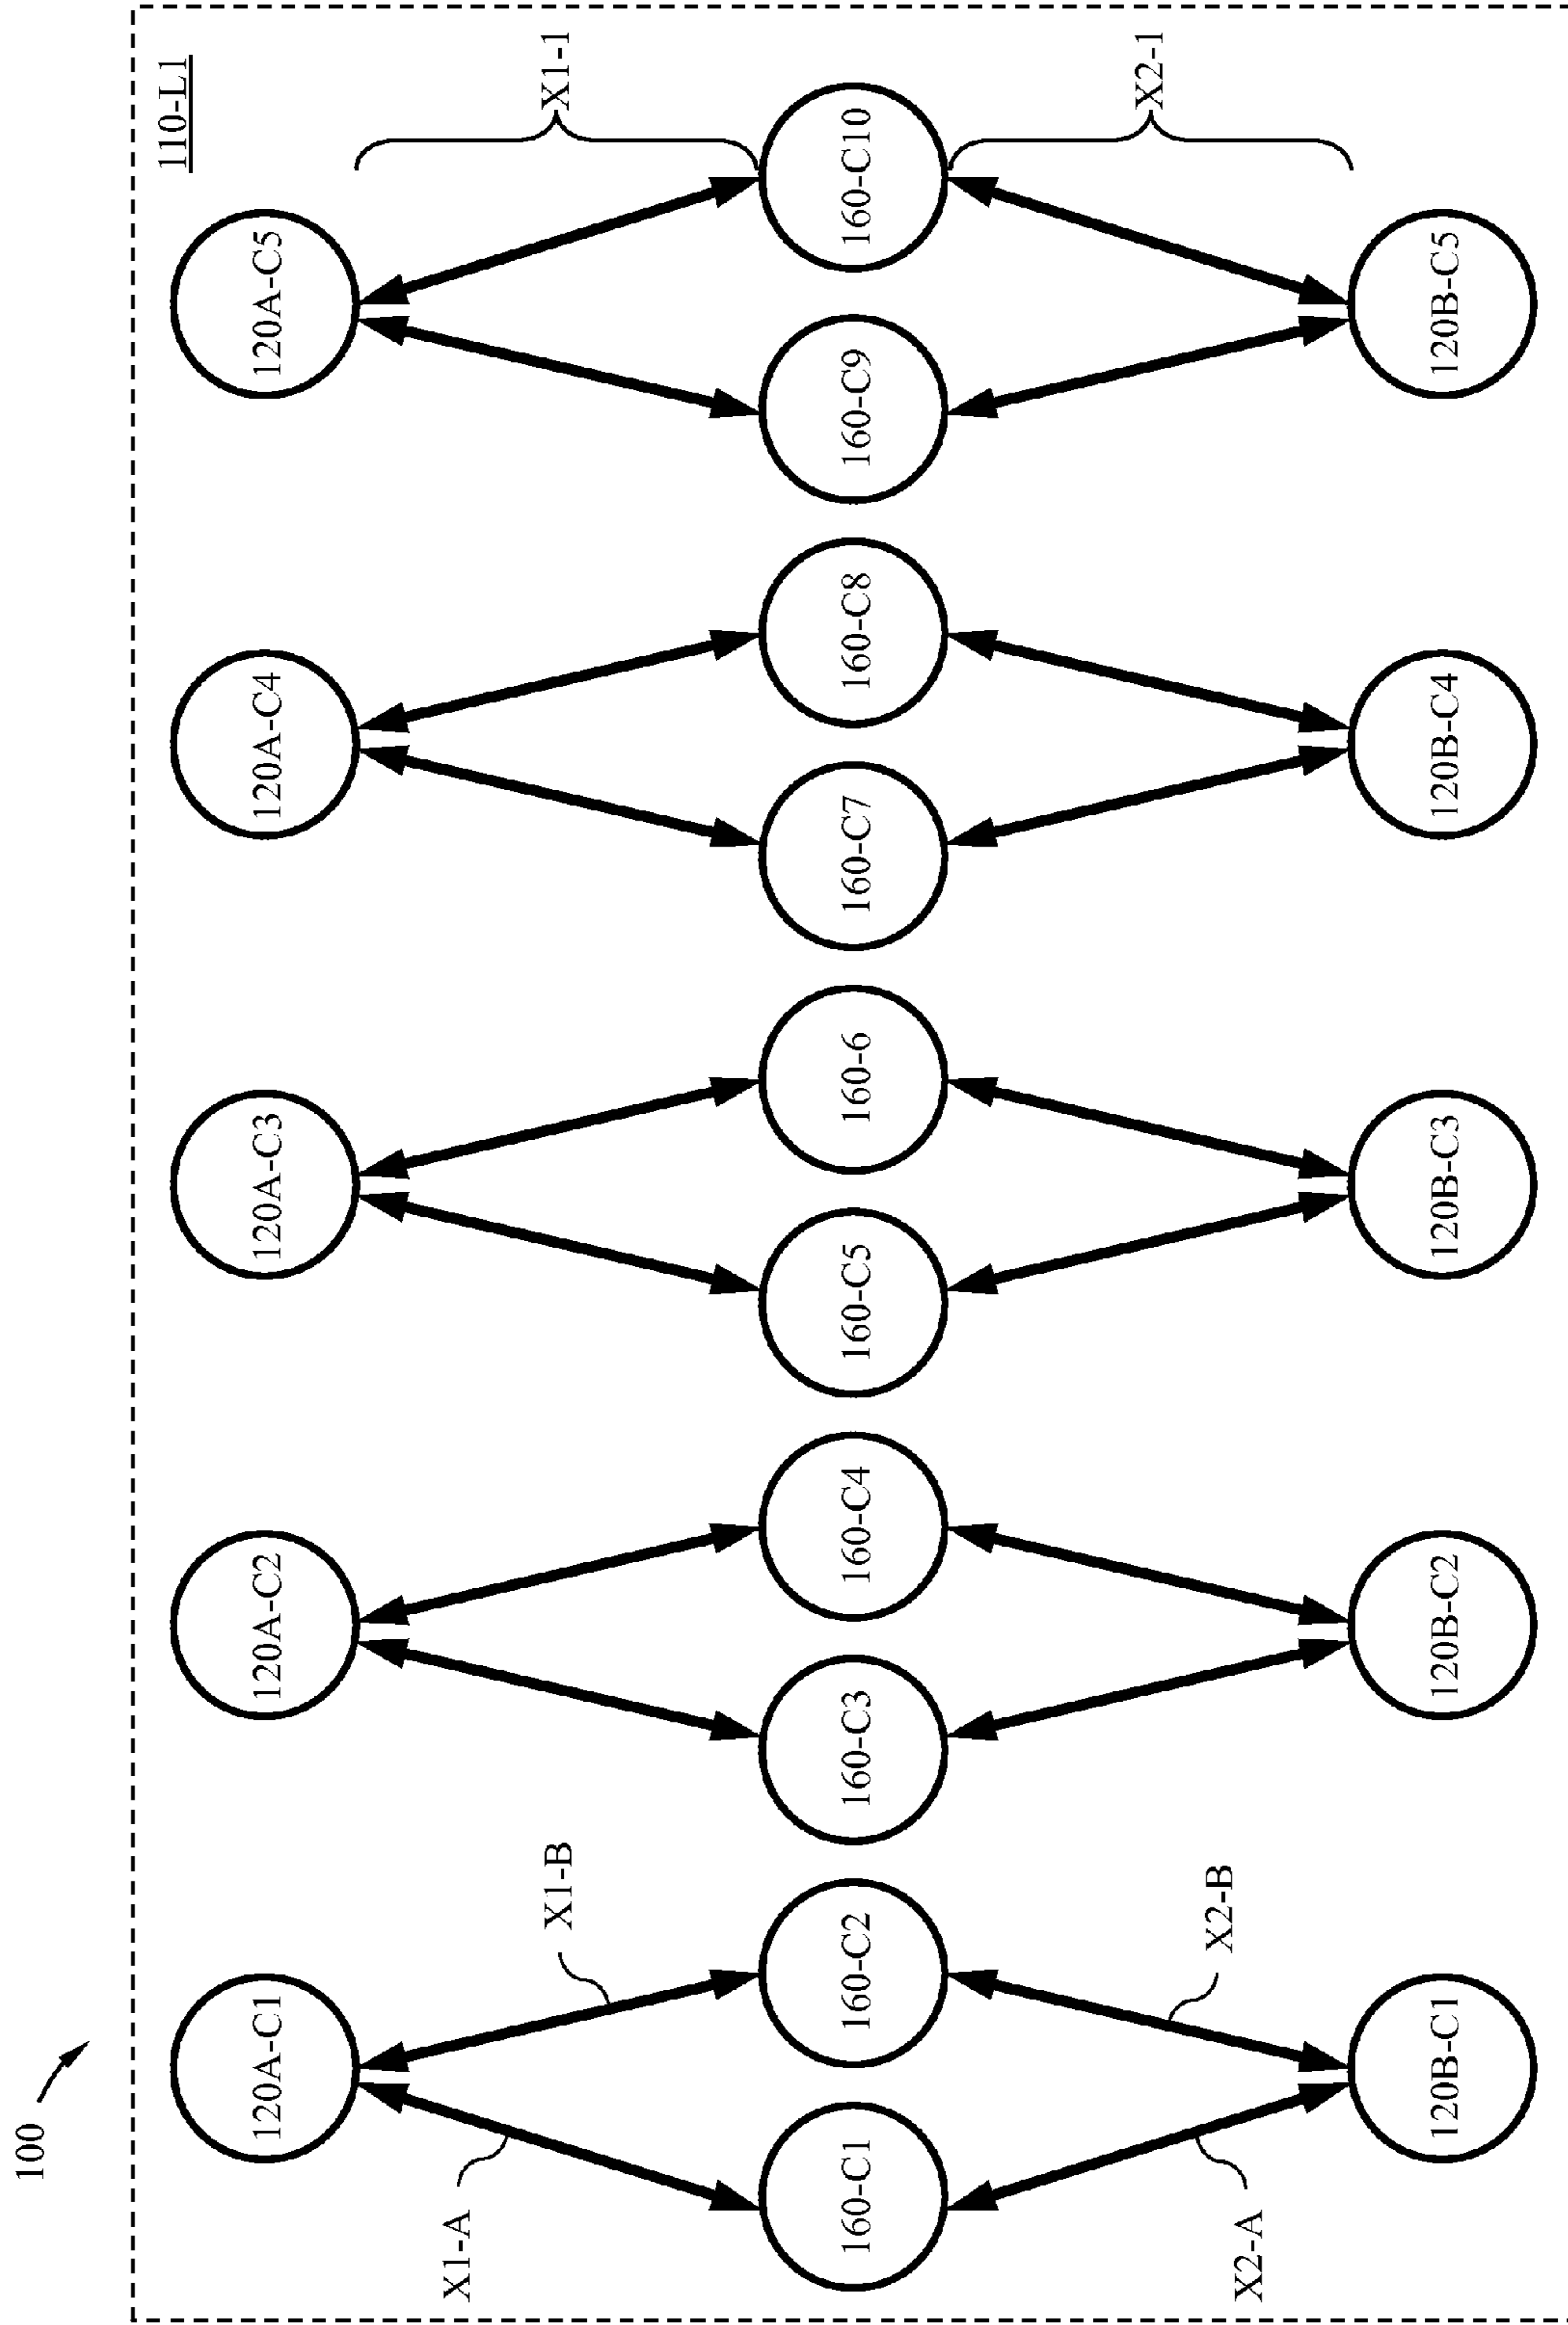 100
110-L1
120A-C1
120A-C2
120A-C3
120A-C4
120A-C5
X1-A
X1-B
X1-1
160-C1
160-C2
160-C3
160-C4
160-C5
160-6
160-C7
160-C8
160-C9
160-C10
X2-A
X2-B
X2-1
120B-C1
120B-C2
120B-C3
120B-C4
120B-C5